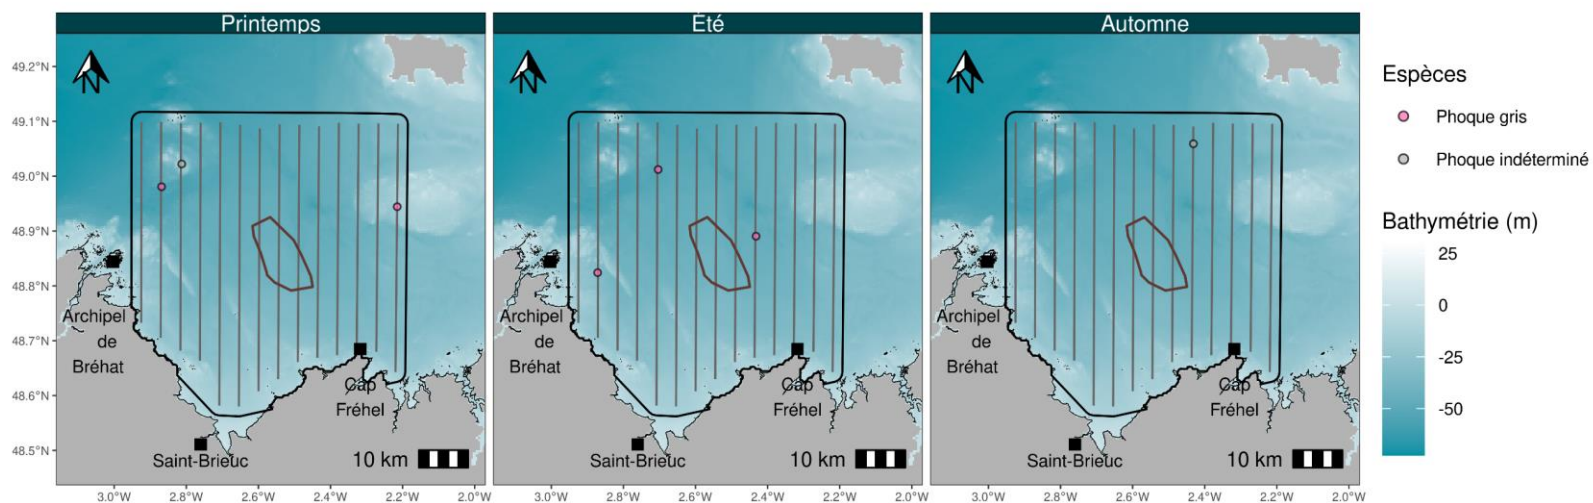 Printemps
Été
Automne
49.2°N
49.1°N
49.0°N
48.9°N
48.8°N
48.7°N
48.6°N
48.5°N
N
Archipel
de
Bréhat
Cap
Fréhel
Saint-Brieuc
10 km
3.0°W
2.8°W
2.6°W
2.4°W
2.2°W
2.0°W
N
Archipel
de
Bréhat
Cap
Fréhel
Saint-Brieuc
10 km
3.0°W
2.8°W
2.6°W
2.4°W
2.2°W
2.0°W
N
Archipel
de
Bréhat
Cap
Fréhel
Saint-Brieuc
10 km
3.0°W
2.8°W
2.6°W
2.4°W
2.2°W
2.0°W
Espèces
Phoque gris
Phoque indéterminé
Bathymétrie (m)
25
0
-25
-50